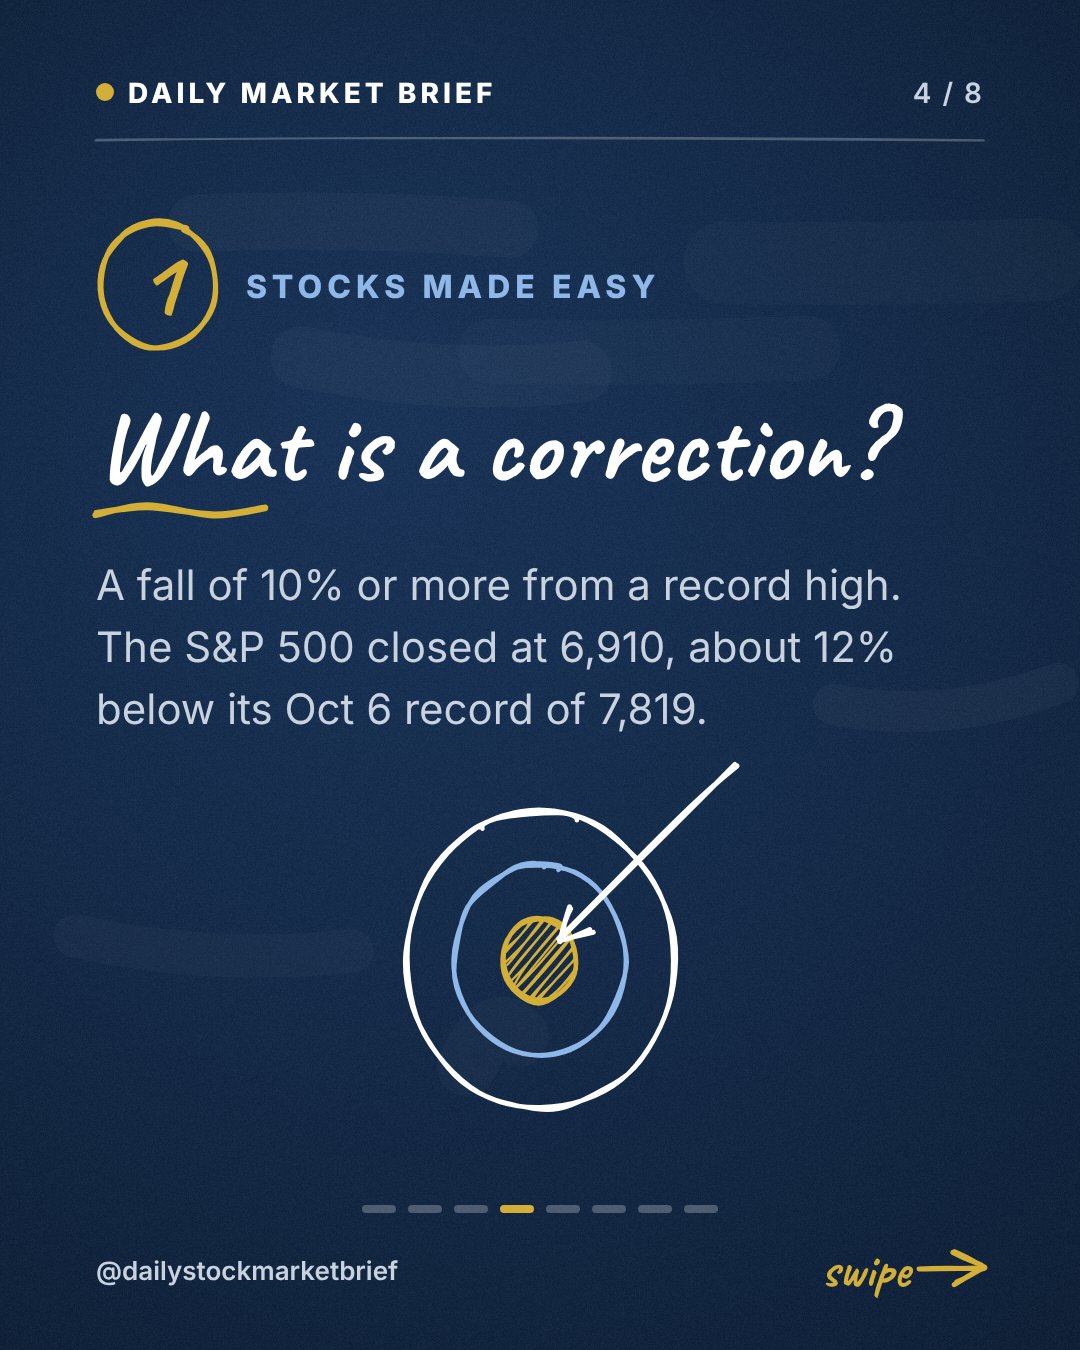 DAILY MARKET BRIEF
4 / 8
1
STOCKS MADE EASY
What is a correction?
A fall of 10% or more from a record high.
The S&P 500 closed at 6,910, about 12%
below its Oct 6 record of 7,819.
@dailystockmarketbrief
swipe